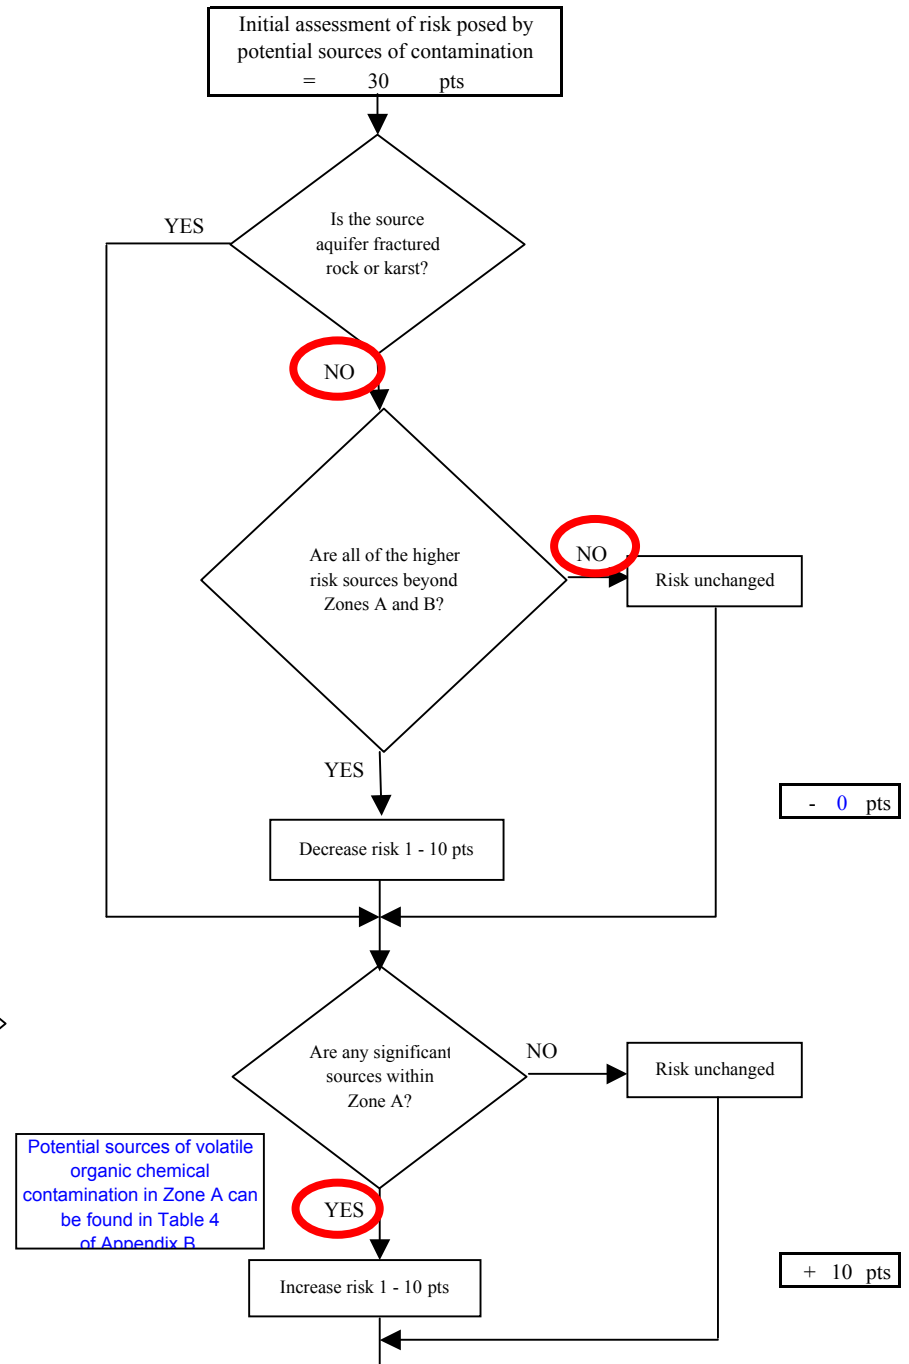 Initial assessment of risk posed by
potential sources of contamination
= 30 pts
YES
Is the source
aquifer fractured
rock or karst?
NO
Are all of the higher
risk sources beyond
Zones A and B?
NO
Risk unchanged
YES
- 0 pts
Decrease risk 1 - 10 pts
Are any significant
sources within
Zone A?
NO
Risk unchanged
Potential sources of volatile
organic chemical
contamination in Zone A can
be found in Table 4
of Appendix B
YES
+ 10 pts
Increase risk 1 - 10 pts